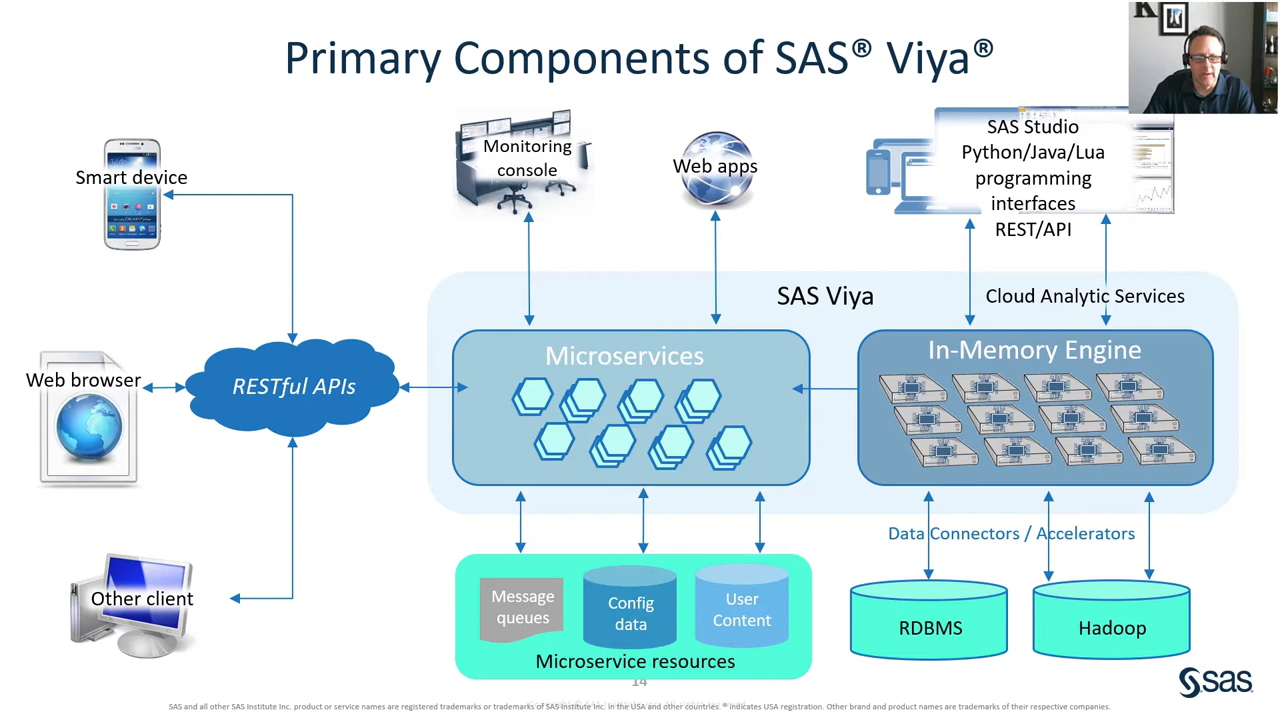 Primary Components of SAS® Viya®
K
Smart device
Monitoring
console
Web apps
SAS Studio
Python/Java/Lua
programming
interfaces
REST/API
SAS Viya
Cloud Analytic Services
Microservices
In-Memory Engine
Web browser
RESTful APIs
Data Connectors / Accelerators
Other client
Message
queues
Config
data
User
Content
Microservice resources
RDBMS
Hadoop
14
sas
SAS and all other SAS Institute Inc. product or service names are registered trademarks or trademarks of SAS Institute Inc. in the USA and other countries. ® indicates USA registration. Other brand and product names are trademarks of their respective companies.